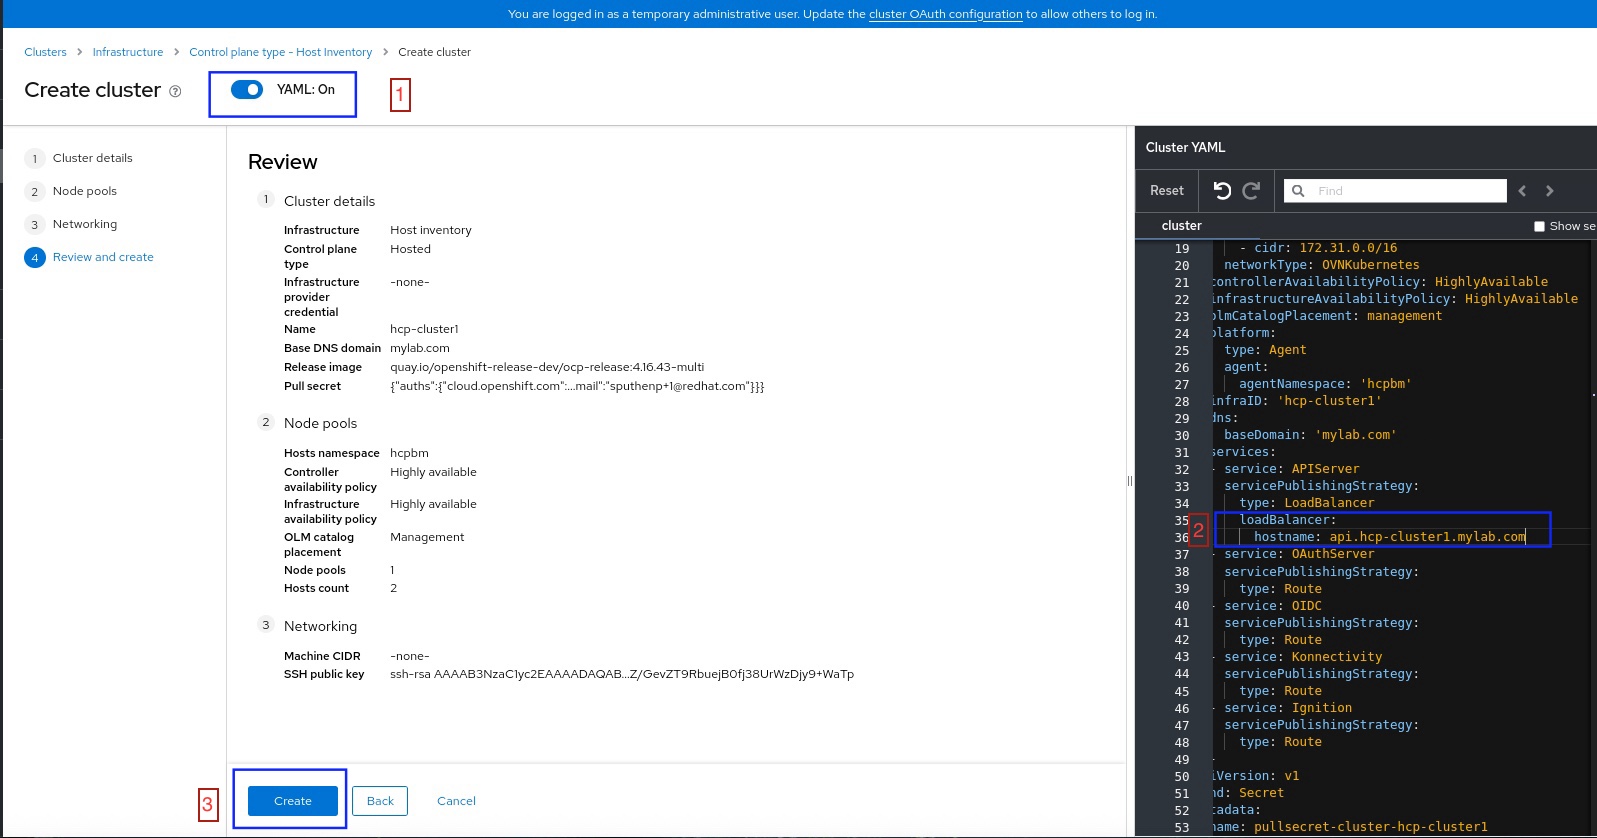 You are logged in as a temporary administrative user. Update the cluster OAuth configuration to allow others to log in.
Clusters > Infrastructure > Control plane type - Host Inventory > Create cluster
Create cluster
YAML: On
1
1 Cluster details
2 Node pools
3 Networking
4 Review and create
Review
1 Cluster details
Infrastructure Host inventory
Control plane type Hosted
Infrastructure provider credential -none-
Name hcp-cluster1
Base DNS domain mylab.com
Release image quay.io/openshift-release-dev/ocp-release:4.16.43-multi
Pull secret {"auths":{"cloud.openshift.com":...mail":"sputhenp+1@redhat.com"}}}
2 Node pools
Hosts namespace hcpbm
Controller availability policy Highly available
Infrastructure availability policy Highly available
OLM catalog placement Management
Node pools 1
Hosts count 2
3 Networking
Machine CIDR -none-
SSH public key ssh-rsa AAAAB3NzaC1yc2EAAAADAQAB...Z/GevZT9RbuejB0fj38UrWzDjy9+WaTp
3
Create
Back
Cancel
Cluster YAML
Reset
Find
cluster
Show se
19 - cidr: 172.31.0.0/16
20 networkType: OVNKubernetes
21 controllerAvailabilityPolicy: HighlyAvailable
22 infrastructureAvailabilityPolicy: HighlyAvailable
23 olmCatalogPlacement: management
24 platform:
25 type: Agent
26 agent:
27 agentNamespace: 'hcpbm'
28 infraID: 'hcp-cluster1'
29 dns:
30 baseDomain: 'mylab.com'
31 services:
32 - service: APIServer
33 servicePublishingStrategy:
34 type: LoadBalancer
35 loadBalancer:
2
36 hostname: api.hcp-cluster1.mylab.com
37 - service: OAuthServer
38 servicePublishingStrategy:
39 type: Route
40 - service: OIDC
41 servicePublishingStrategy:
42 type: Route
43 - service: Konnectivity
44 servicePublishingStrategy:
45 type: Route
46 - service: Ignition
47 servicePublishingStrategy:
48 type: Route
49 -
50 iVersion: v1
51 nd: Secret
52 tadata:
53 name: pullsecret-cluster-hcp-cluster1